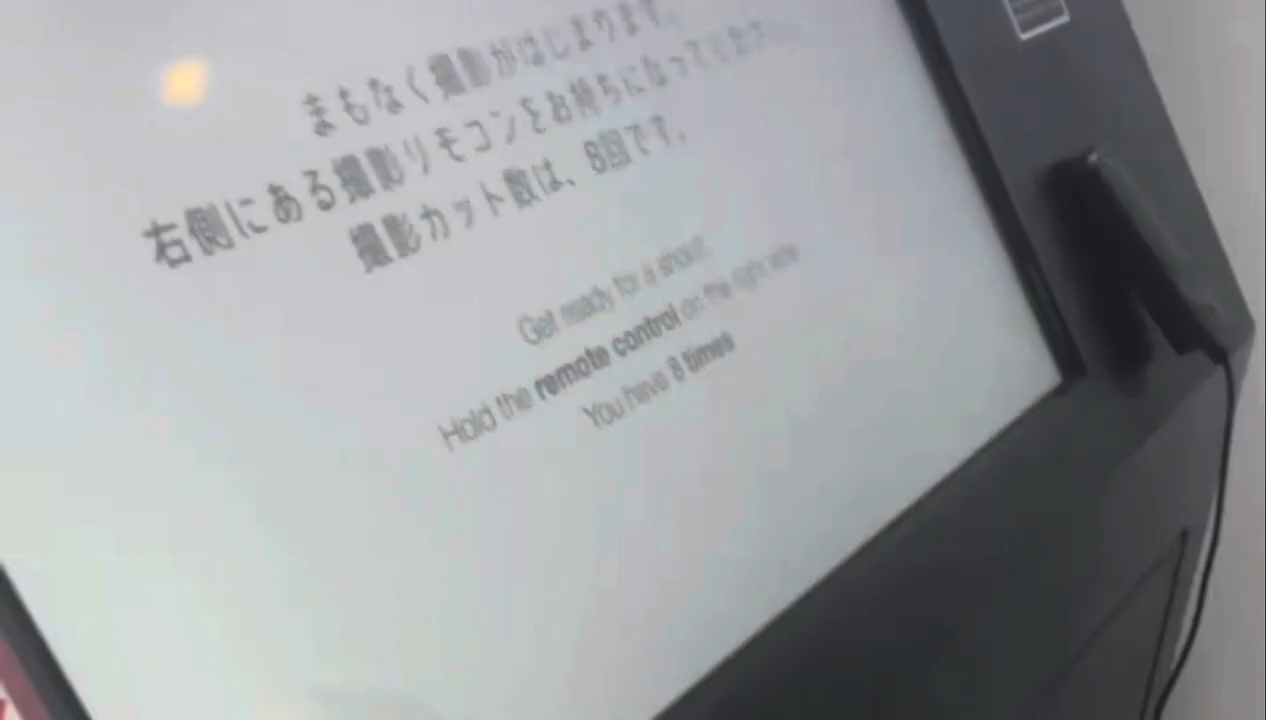 まもなく撮影がはじまります。
右側にある撮影リモコンをお持ちになってください。
撮影カット数は、8回です。
Get ready for a shoot!
Hold the remote control on the right side
You have 8 times